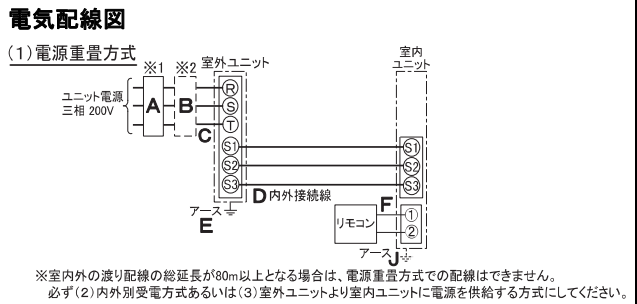 電気配線図
(1)電源重畳方式
※1 ※2
室外ユニット
室内
ユニット
ユニット電源
三相 200V
A
B
C
R
S
T
S1
S2
S3
S1
S2
S3
D 内外接続線
アース
E
F
リモコン
①
②
アース J
※室内外の渡り配線の総延長が80m以上となる場合は、電源重畳方式での配線はできません。
必ず(2)内外別受電方式あるいは(3)室外ユニットより室内ユニットに電源を供給する方式にしてください。